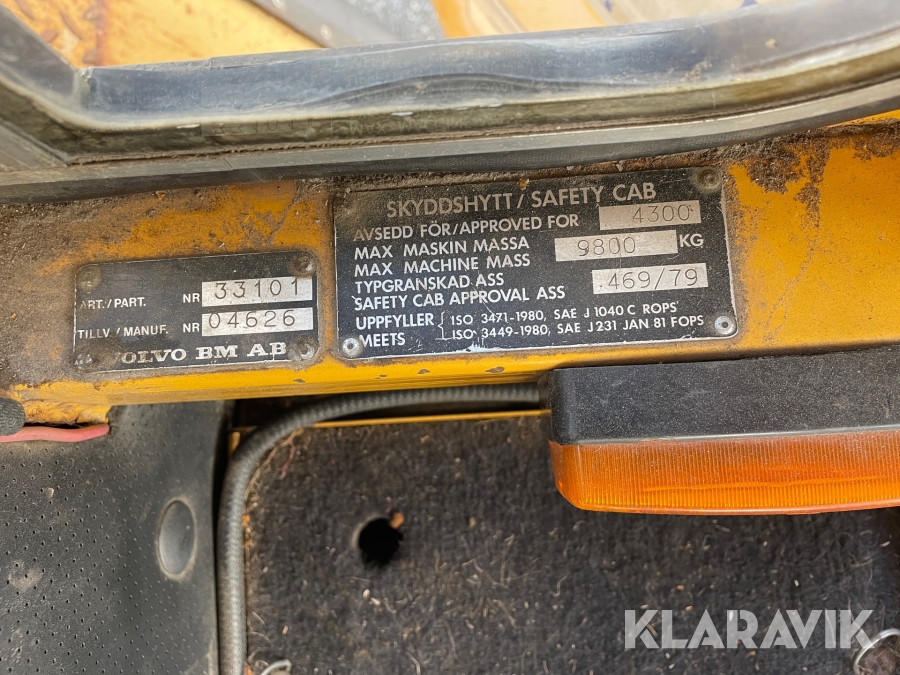 SKYDDSHYTT / SAFETY CAB
AVSEDD FÖR/APPROVED FOR 4300
MAX MASKIN MASSA
MAX MACHINE MASS 9800 KG
TYPGRANSKAD ASS
SAFETY CAB APPROVAL ASS 469/79
UPPFYLLER ISO 3471-1980, SAE J 1040 C ROPS
MEETS ISO 3449-1980, SAE J 231 JAN 81 FOPS
ART./PART. NR 33101
TILLV / MANUF. NR 04626
VOLVO BM AB
KLARAVIK